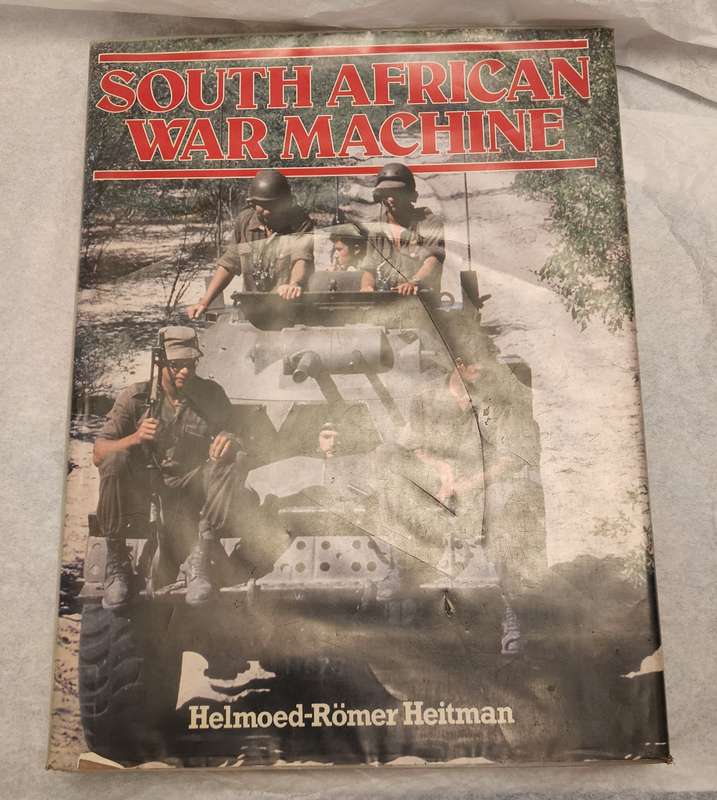 SOUTH AFRICAN
WAR MACHINE
Helmoed-Römer Heitman